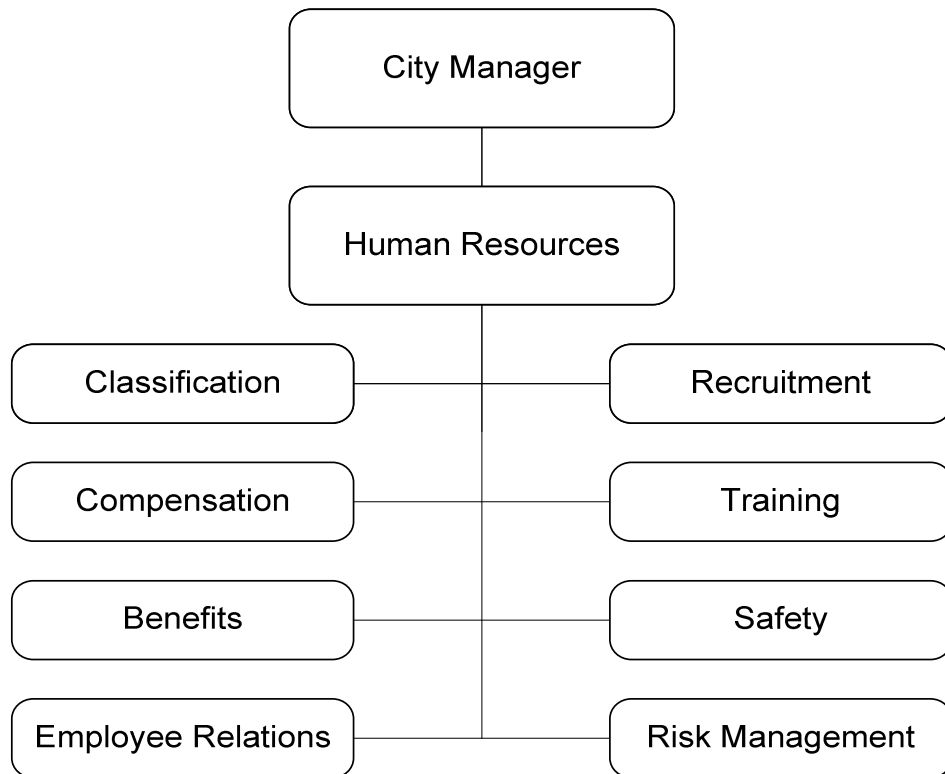 City Manager
Human Resources
Classification
Recruitment
Compensation
Training
Benefits
Safety
Employee Relations
Risk Management